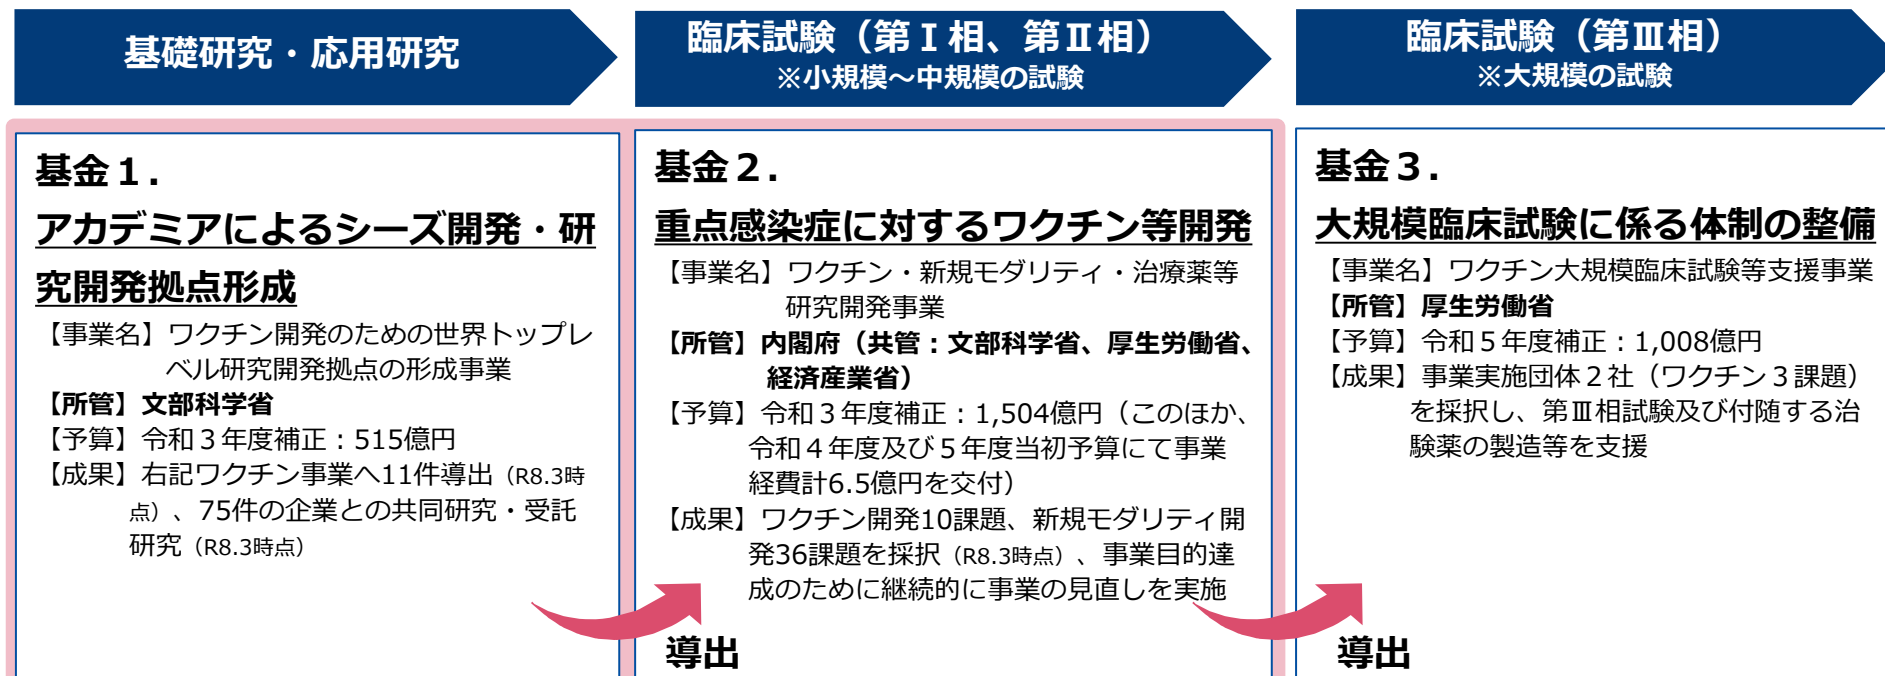 基礎研究・応用研究
臨床試験（第Ⅰ相、第Ⅱ相）
※小規模～中規模の試験
臨床試験（第Ⅲ相）
※大規模の試験
基金１.
アカデミアによるシーズ開発・研
究開発拠点形成
【事業名】ワクチン開発のための世界トップレ
ベル研究開発拠点の形成事業
【所管】文部科学省
【予算】令和３年度補正：515億円
【成果】右記ワクチン事業へ11件導出（R8.3時
点）、75件の企業との共同研究・受託
研究（R8.3時点）
基金２.
重点感染症に対するワクチン等開発
【事業名】ワクチン・新規モダリティ・治療薬等
研究開発事業
【所管】内閣府（共管：文部科学省、厚生労働省、
経済産業省）
【予算】令和３年度補正：1,504億円（このほか、
令和４年度及び５年度当初予算にて事業
経費計6.5億円を交付）
【成果】ワクチン開発10課題、新規モダリティ開
発36課題を採択（R8.3時点）、事業目的達
成のために継続的に事業の見直しを実施
導出
基金３.
大規模臨床試験に係る体制の整備
【事業名】ワクチン大規模臨床試験等支援事業
【所管】厚生労働省
【予算】令和５年度補正：1,008億円
【成果】事業実施団体２社（ワクチン３課題）
を採択し、第Ⅲ相試験及び付随する治
験薬の製造等を支援
導出